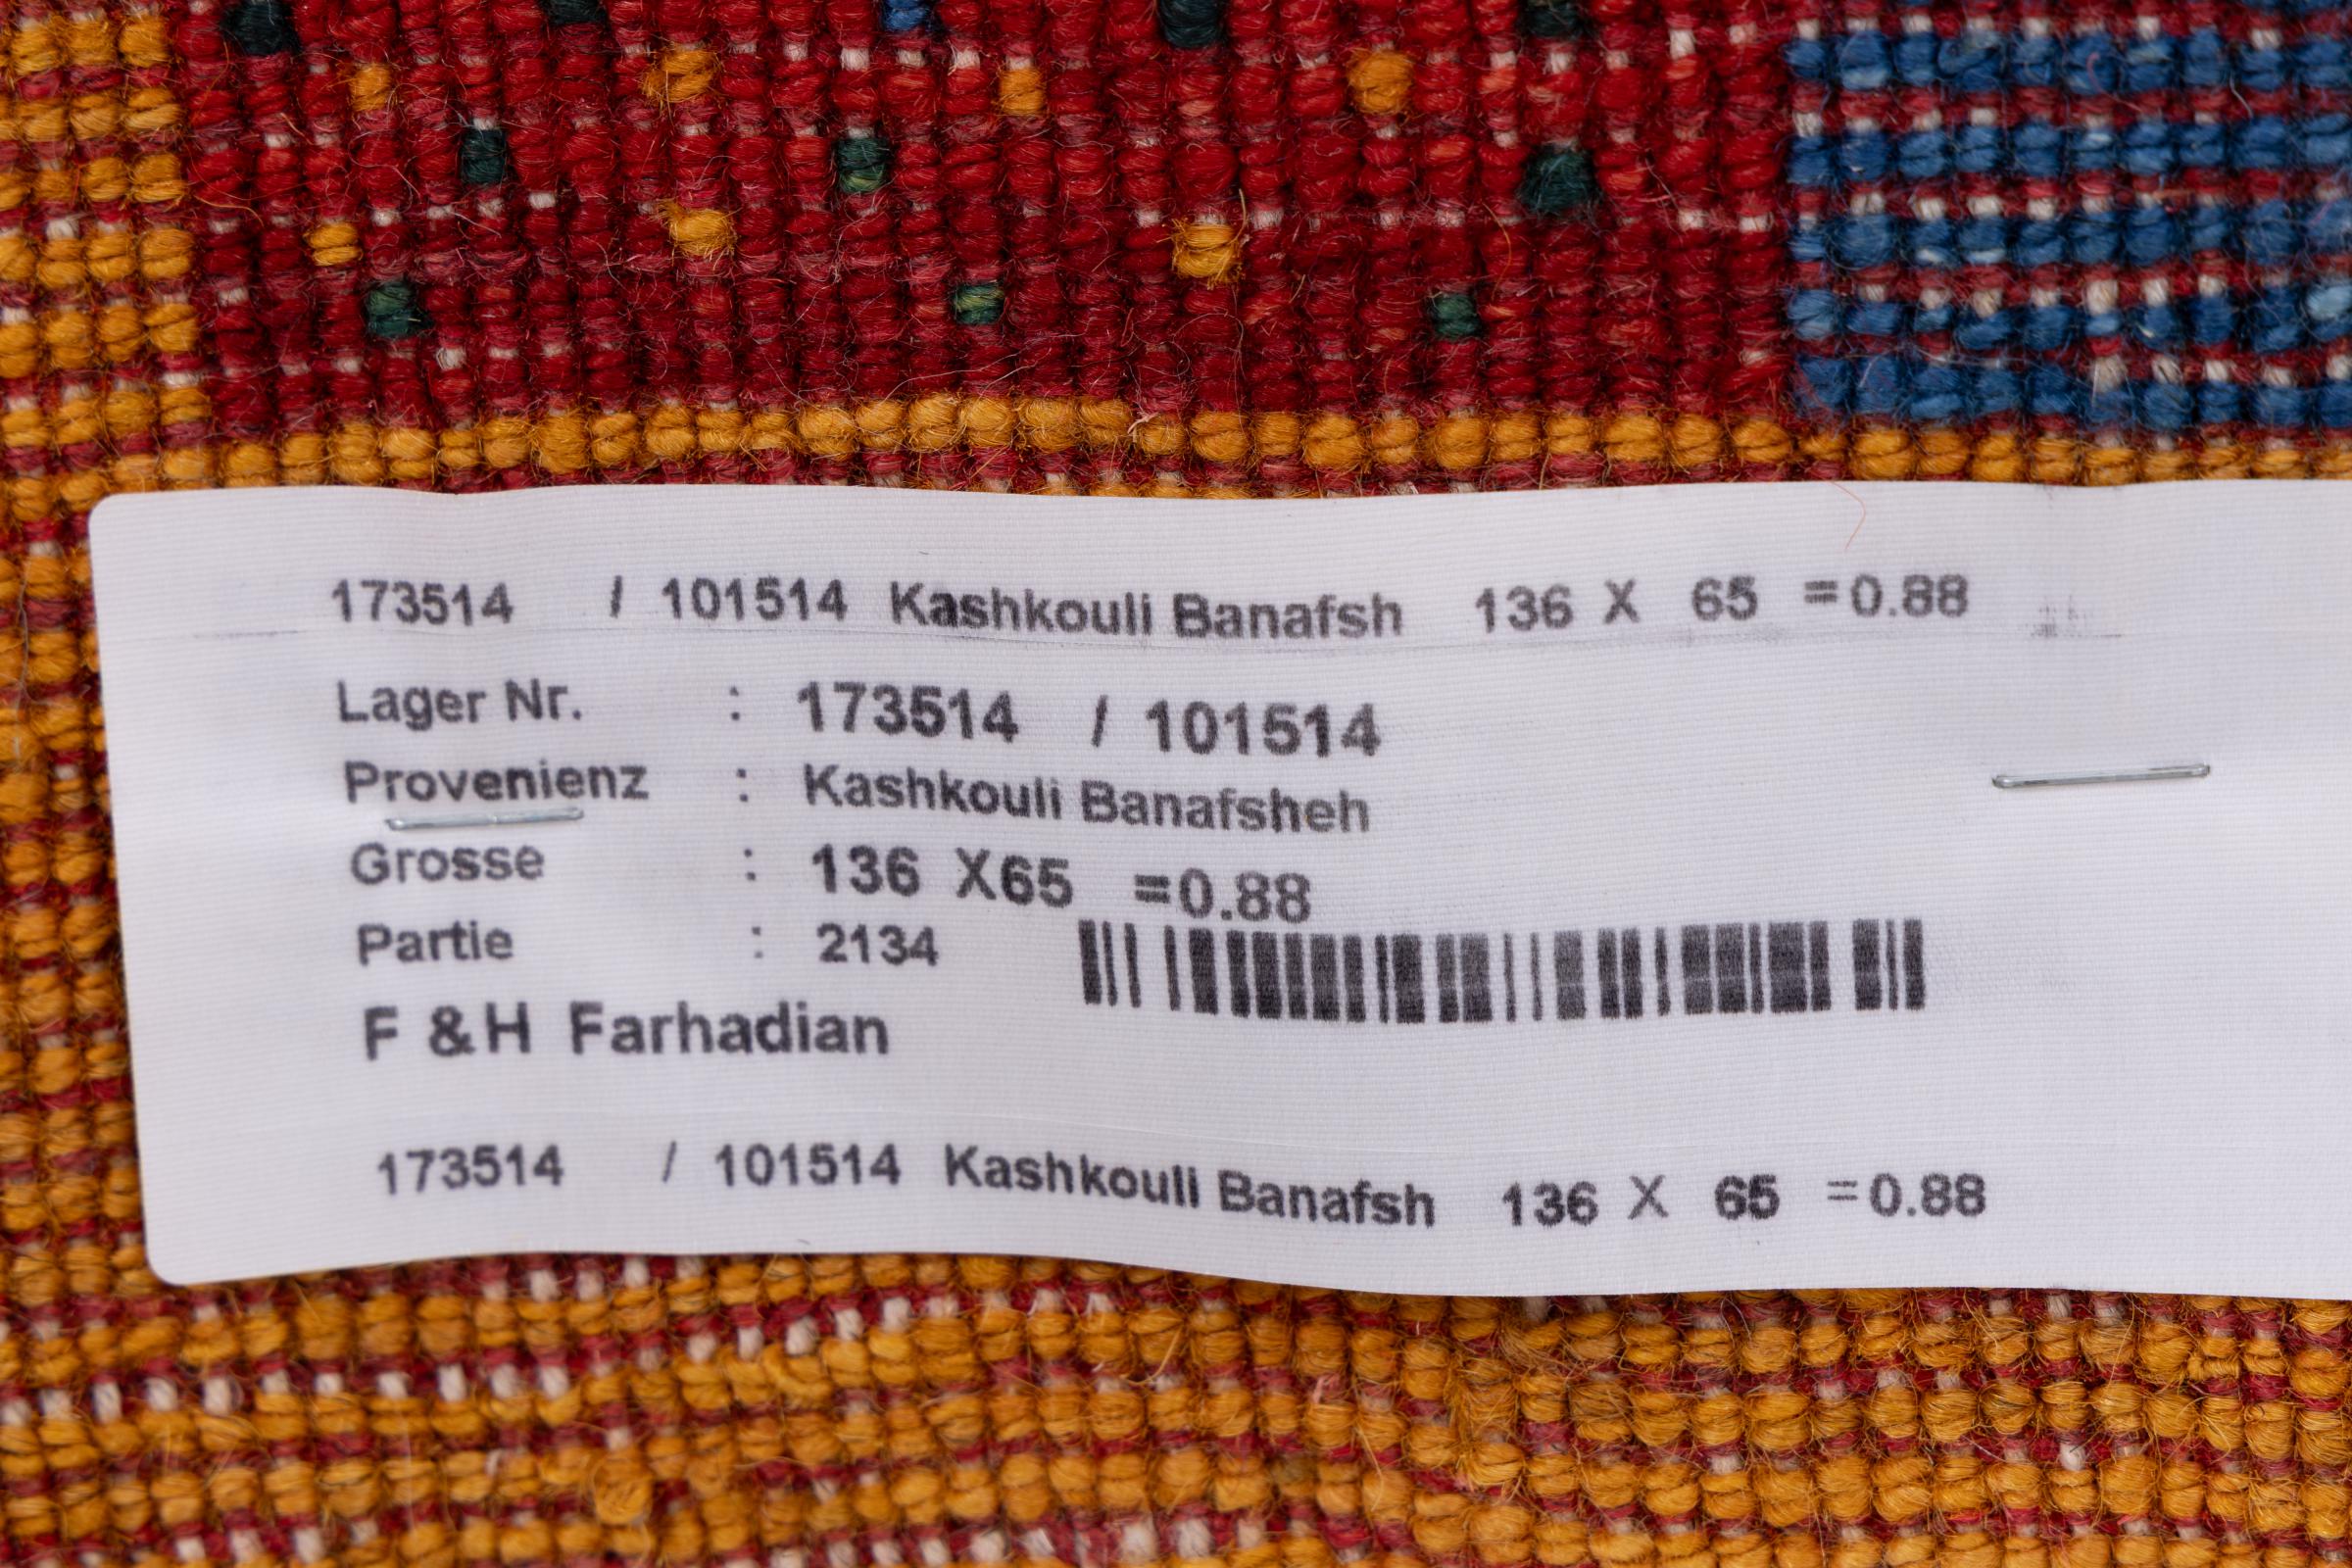 173514 / 101514 Kashkouli Banafsh 136 X 65 =0.88
Lager Nr. : 173514 / 101514
Provenienz : Kashkouli Banafsheh
Grosse : 136 X65 =0.88
Partie : 2134
F &H Farhadian
173514 / 101514 Kashkouli Banafsh 136 X 65 =0.88